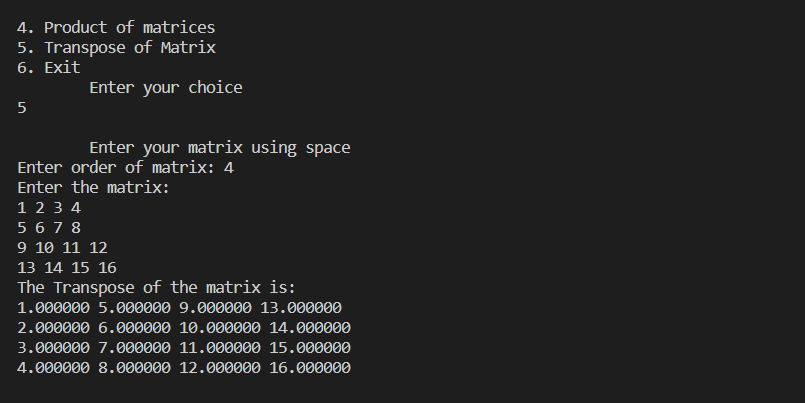 4. Product of matrices
5. Transpose of Matrix
6. Exit
Enter your choice
5
Enter your matrix using space
Enter order of matrix: 4
Enter the matrix:
1 2 3 4
5 6 7 8
9 10 11 12
13 14 15 16
The Transpose of the matrix is:
1.000000 5.000000 9.000000 13.000000
2.000000 6.000000 10.000000 14.000000
3.000000 7.000000 11.000000 15.000000
4.000000 8.000000 12.000000 16.000000